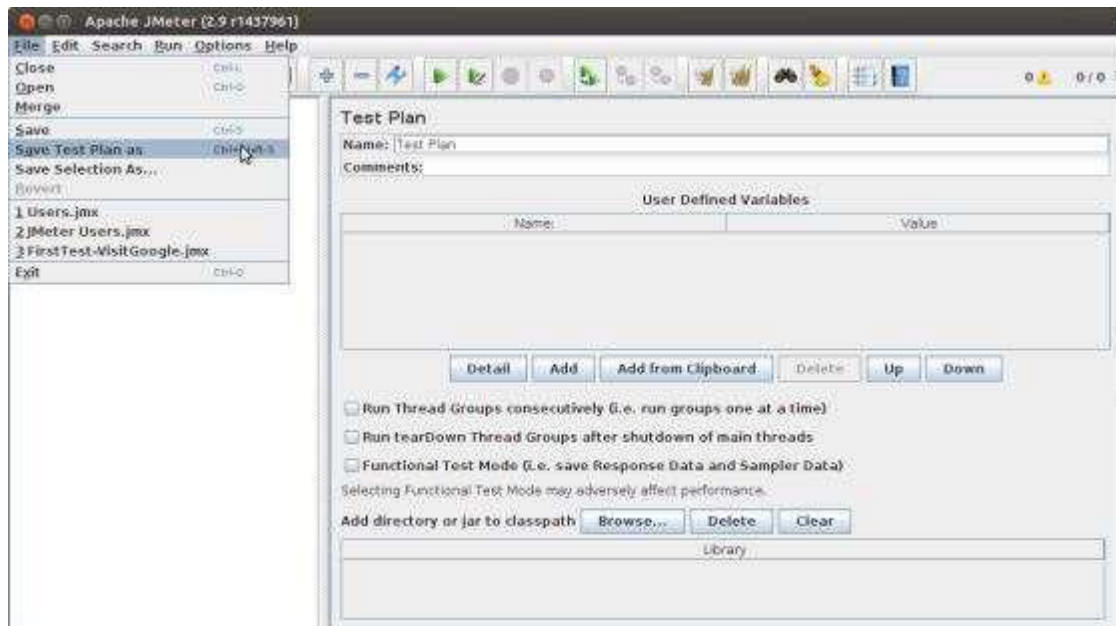 Apache JMeter (2.9 r1437961)
File Edit Search Run Options Help
Close Ctrl-L
Open Ctrl-O
Merge
Save Ctrl-S
Save Test Plan as
Save Selection As...
Revert
1 Users.jmx
2 JMeter Users.jmx
3 FirstTest-VisitGoogle.jmx
Exit Ctrl-Q
0 0 / 0
Test Plan
Name: Test Plan
Comments:
User Defined Variables
Name: Value
Detail Add Add from Clipboard Delete Up Down
Run Thread Groups consecutively (i.e. run groups one at a time)
Run tearDown Thread Groups after shutdown of main threads
Functional Test Mode (i.e. save Response Data and Sampler Data)
Selecting Functional Test Mode may adversely affect performance.
Add directory or jar to classpath Browse... Delete Clear
Library